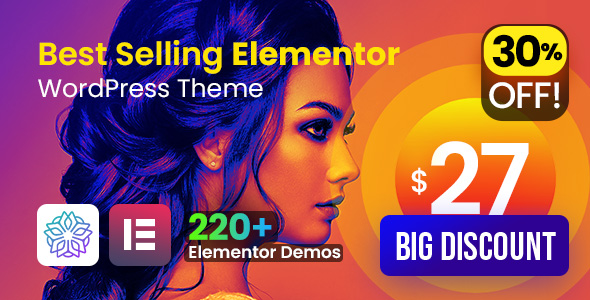 Best Selling Elementor
WordPress Theme
30%
OFF!
$27
BIG DISCOUNT
220+
Elementor Demos